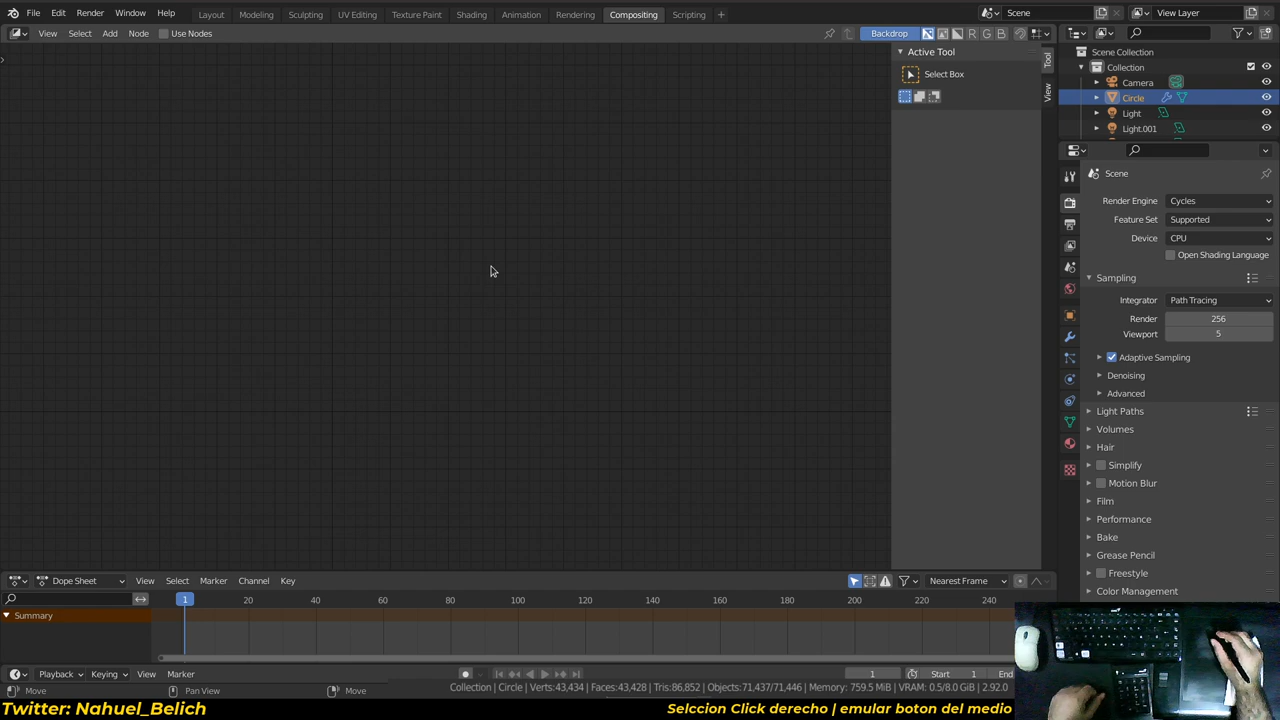 File Edit Render Window Help Layout Modeling Sculpting UV Editing Texture Paint Shading Animation Rendering Compositing Scripting + Scene View Layer
View Select Add Node Use Nodes Backdrop R G B
Active Tool
Select Box
Tool
View
Scene Collection
Collection
Camera
Circle
Light
Light.001
Scene
Render Engine Cycles
Feature Set Supported
Device CPU
Open Shading Language
Sampling
Integrator Path Tracing
Render 256
Viewport 5
Adaptive Sampling
Denoising
Advanced
Light Paths
Volumes
Hair
Simplify
Motion Blur
Film
Performance
Bake
Grease Pencil
Freestyle
Color Management
Dope Sheet View Select Marker Channel Key Nearest Frame
1 20 40 60 80 100 120 140 160 180 200 220 240
Summary
Playback Keying View Marker 1 Start 1 End
Move Pan View Move Collection | Circle | Verts:43,434 | Faces:43,428 | Tris:86,852 | Objects:71,437/71,446 | Memory: 759.5 MiB | VRAM: 0.5/8.0 GiB | 2.92.0
Twitter: Nahuel_Belich Selccion Click derecho | emular boton del medio